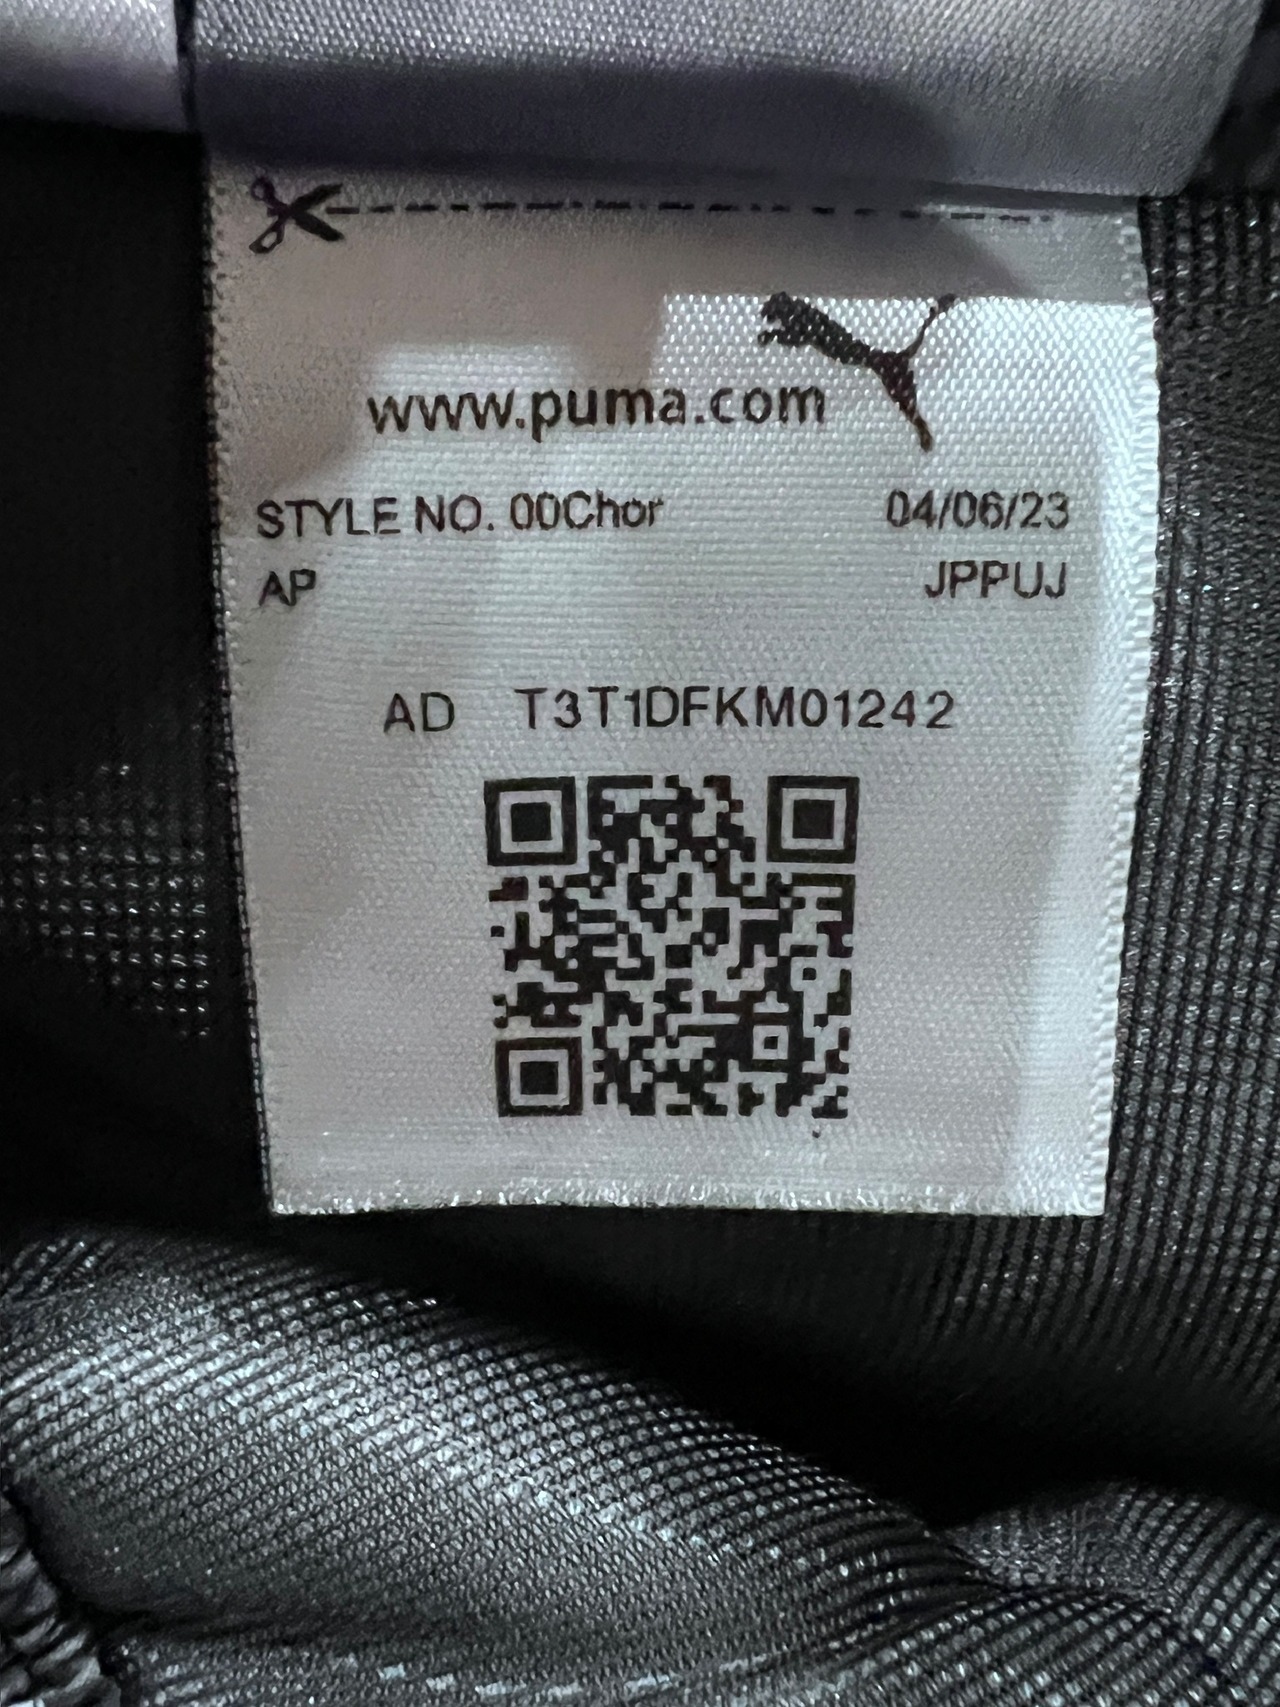 www.puma.com
STYLE NO. 00Chor 04/06/23
AP JPPUJ
AD T3T1DFKM01242